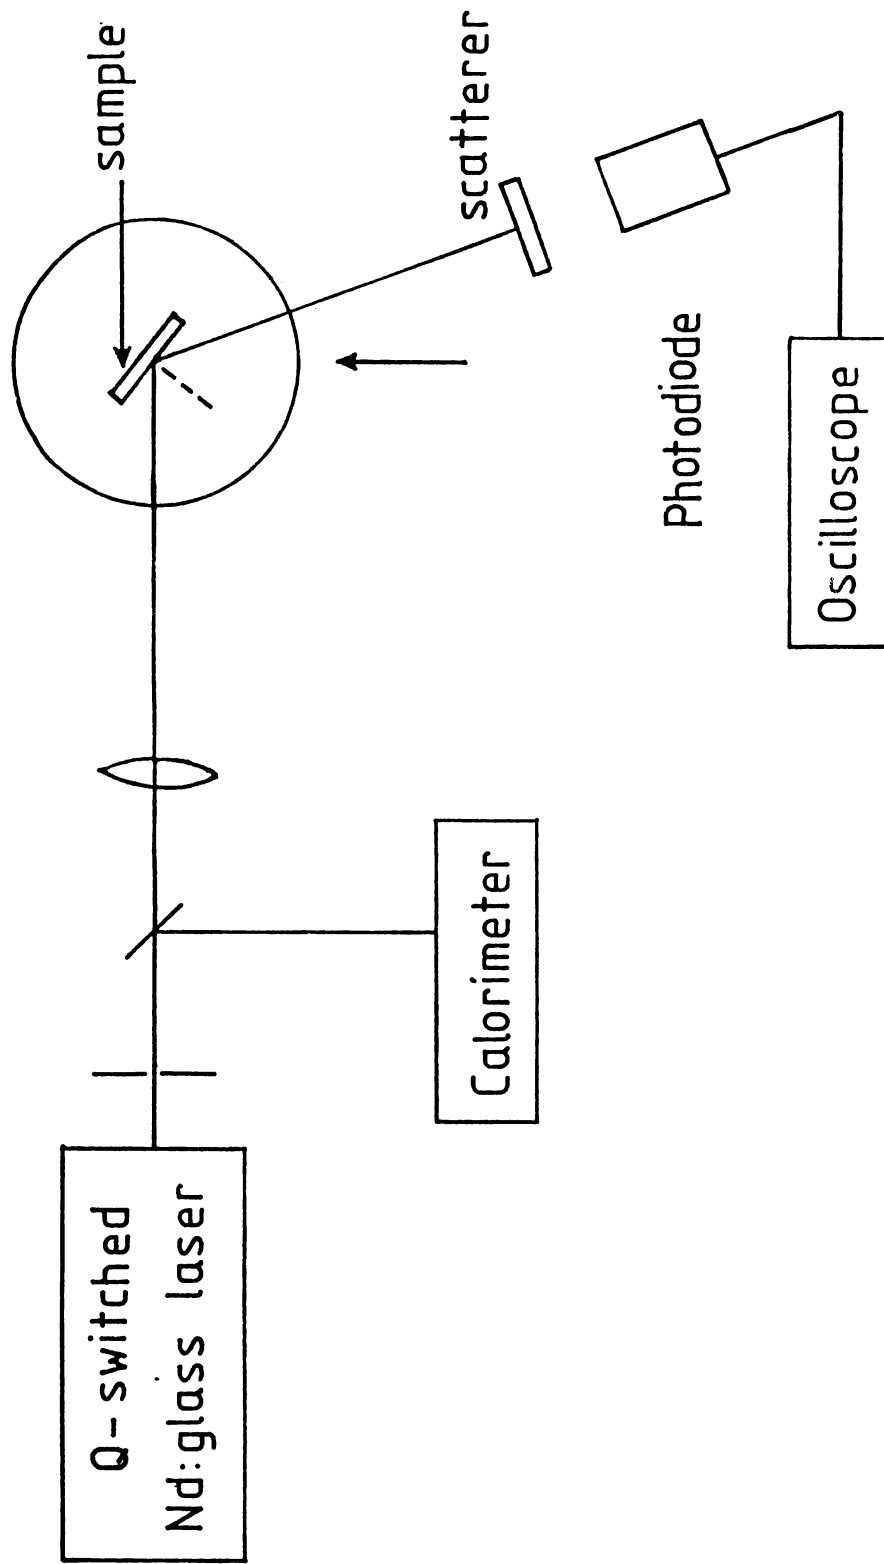 Q-switched
Nd:glass laser
Calorimeter
sample
scatterer
Photodiode
Oscilloscope